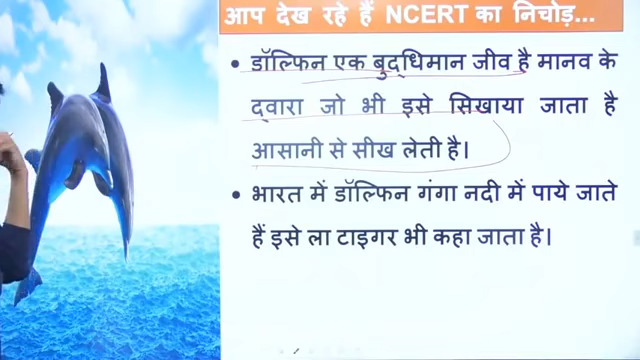 आप देख रहे हैं NCERT का निचोड़...
• डॉल्फिन एक बुद्धिमान जीव है मानव के
द्वारा जो भी इसे सिखाया जाता है
आसानी से सीख लेती है।
• भारत में डॉल्फिन गंगा नदी में पाये जाते
हैं इसे ला टाइगर भी कहा जाता है।